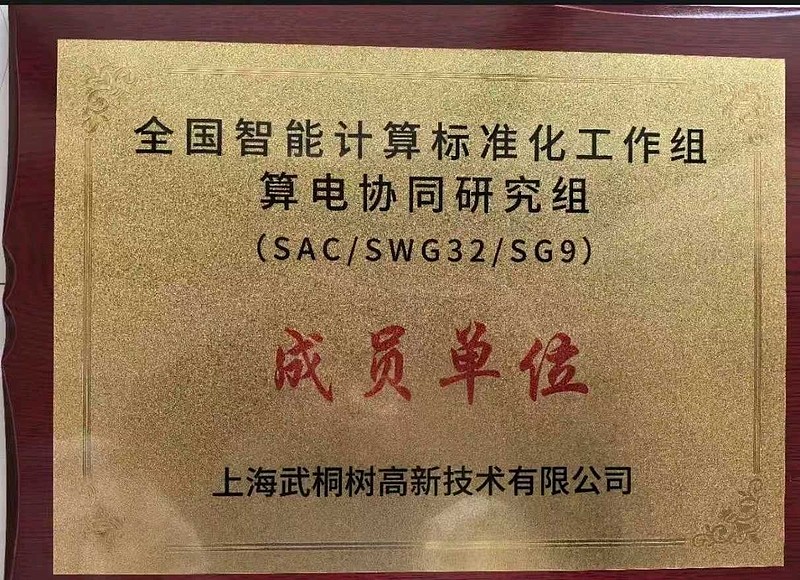 全国智能计算标准化工作组
算电协同研究组
（SAC/SWG32/SG9）
成员单位
上海武桐树高新技术有限公司